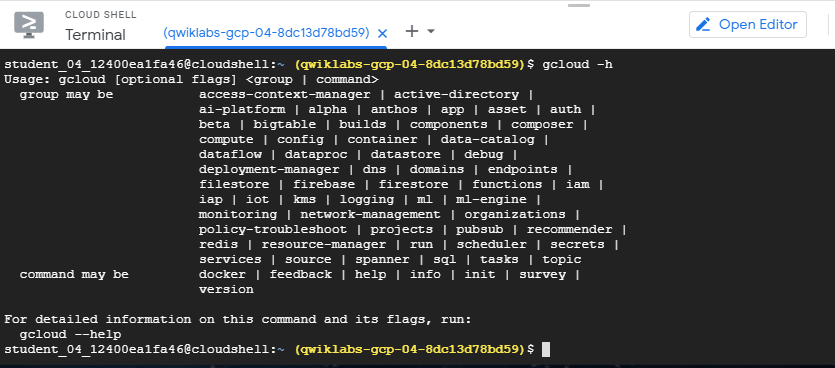 CLOUD SHELL
Terminal
(qwiklabs-gcp-04-8dc13d78bd59) × + Open Editor
student_04_12400ea1fa46@cloudshell:~ (qwiklabs-gcp-04-8dc13d78bd59)$ gcloud -h
Usage: gcloud [optional flags] <group | command>
group may be access-context-manager | active-directory |
ai-platform | alpha | anthos | app | asset | auth |
beta | bigtable | builds | components | composer |
compute | config | container | data-catalog |
dataflow | dataproc | datastore | debug |
deployment-manager | dns | domains | endpoints |
filestore | firebase | firestore | functions | iam |
iap | iot | kms | logging | ml | ml-engine |
monitoring | network-management | organizations |
policy-troubleshoot | projects | pubsub | recommender |
redis | resource-manager | run | scheduler | secrets |
services | source | spanner | sql | tasks | topic
command may be docker | feedback | help | info | init | survey |
version
For detailed information on this command and its flags, run:
gcloud --help
student_04_12400ea1fa46@cloudshell:~ (qwiklabs-gcp-04-8dc13d78bd59)$